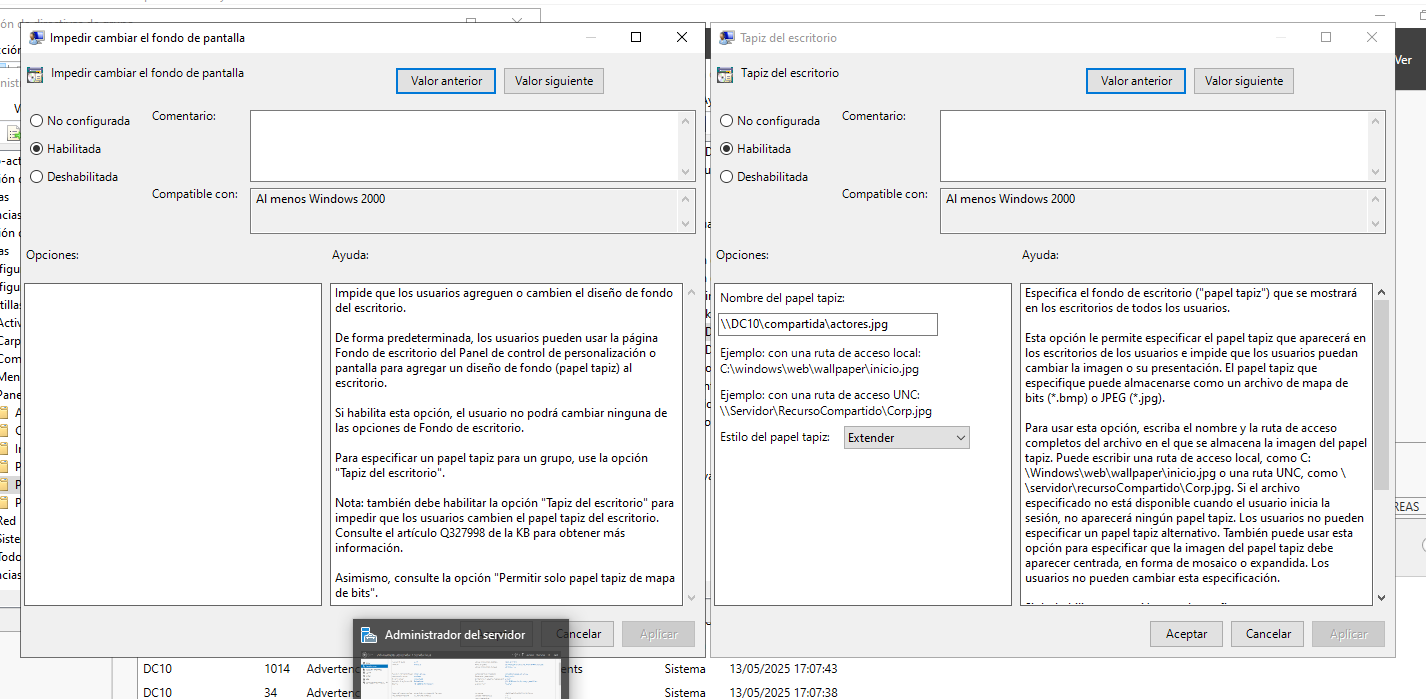 Impedir cambiar el fondo de pantalla
Impedir cambiar el fondo de pantalla
Valor anterior
Valor siguiente
No configurada
Habilitada
Deshabilitada
Comentario:
Compatible con:
Al menos Windows 2000
Opciones:
Ayuda:
Impide que los usuarios agreguen o cambien el diseño de fondo
del escritorio.
De forma predeterminada, los usuarios pueden usar la página
Fondo de escritorio del Panel de control de personalización o
pantalla para agregar un diseño de fondo (papel tapiz) al
escritorio.
Si habilita esta opción, el usuario no podrá cambiar ninguna de
las opciones de Fondo de escritorio.
Para especificar un papel tapiz para un grupo, use la opción
"Tapiz del escritorio".
Nota: también debe habilitar la opción "Tapiz del escritorio" para
impedir que los usuarios cambien el papel tapiz del escritorio.
Consulte el artículo Q327998 de la KB para obtener más
información.
Asimismo, consulte la opción "Permitir solo papel tapiz de mapa
de bits".
Cancelar
Aplicar
Administrador del servidor
Tapiz del escritorio
Tapiz del escritorio
Valor anterior
Valor siguiente
No configurada
Habilitada
Deshabilitada
Comentario:
Compatible con:
Al menos Windows 2000
Opciones:
Ayuda:
Nombre del papel tapiz:
\\DC10\compartida\actores.jpg
Ejemplo: con una ruta de acceso local:
C:\windows\web\wallpaper\inicio.jpg
Ejemplo: con una ruta de acceso UNC:
\\Servidor\RecursoCompartido\Corp.jpg
Estilo del papel tapiz:
Extender
Especifica el fondo de escritorio ("papel tapiz") que se mostrará
en los escritorios de todos los usuarios.
Esta opción le permite especificar el papel tapiz que aparecerá en
los escritorios de los usuarios e impide que los usuarios puedan
cambiar la imagen o su presentación. El papel tapiz que
especifique puede almacenarse como un archivo de mapa de
bits (*.bmp) o JPEG (*.jpg).
Para usar esta opción, escriba el nombre y la ruta de acceso
completos del archivo en el que se almacena la imagen del papel
tapiz. Puede escribir una ruta de acceso local, como C:
\Windows\web\wallpaper\inicio.jpg o una ruta UNC, como \
\servidor\recursoCompartido\Corp.jpg. Si el archivo
especificado no está disponible cuando el usuario inicia la
sesión, no aparecerá ningún papel tapiz. Los usuarios no pueden
especificar un papel tapiz alternativo. También puede usar esta
opción para especificar que la imagen del papel tapiz debe
aparecer centrada, en forma de mosaico o expandida. Los
usuarios no pueden cambiar esta especificación.
Aceptar
Cancelar
Aplicar
Ver
DC10 1014 Sistema 13/05/2025 17:07:43
DC10 34 Sistema 13/05/2025 17:07:38